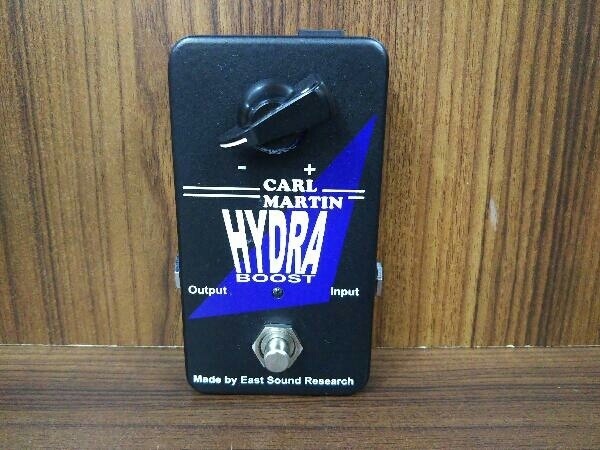 - +
CARL
MARTIN
HYDRA
BOOST
Output Input
Made by East Sound Research